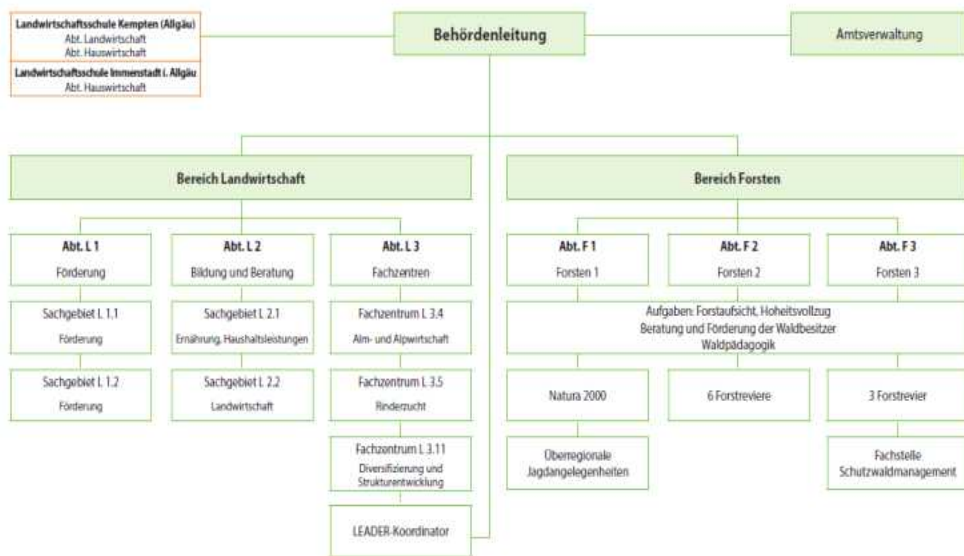 Landwirtschaftsschule Kempten (Allgäu)
Abt. Landwirtschaft
Abt. Hauswirtschaft
Landwirtschaftsschule Immenstadt i. Allgäu
Abt. Hauswirtschaft
Behördenleitung
Amtsverwaltung
Bereich Landwirtschaft
Bereich Forsten
Abt. L 1
Förderung
Abt. L 2
Bildung und Beratung
Abt. L 3
Fachzentren
Abt. F 1
Forsten 1
Abt. F 2
Forsten 2
Abt. F 3
Forsten 3
Sachgebiet L 1.1
Förderung
Sachgebiet L 2.1
Ernährung, Haushaltsleistungen
Fachzentrum L 3.4
Alm- und Alpwirtschaft
Aufgaben: Forstaufsicht, Hoheitsvollzug
Beratung und Förderung der Waldbesitzer
Waldpädagogik
Sachgebiet L 1.2
Förderung
Sachgebiet L 2.2
Landwirtschaft
Fachzentrum L 3.5
Rinderzucht
Natura 2000
6 Forstreviere
3 Forstrevier
Fachzentrum L 3.11
Diversifizierung und
Strukturentwicklung
Überregionale
Jagdangelegenheiten
Fachstelle
Schutzwaldmanagement
LEADER-Koordinator